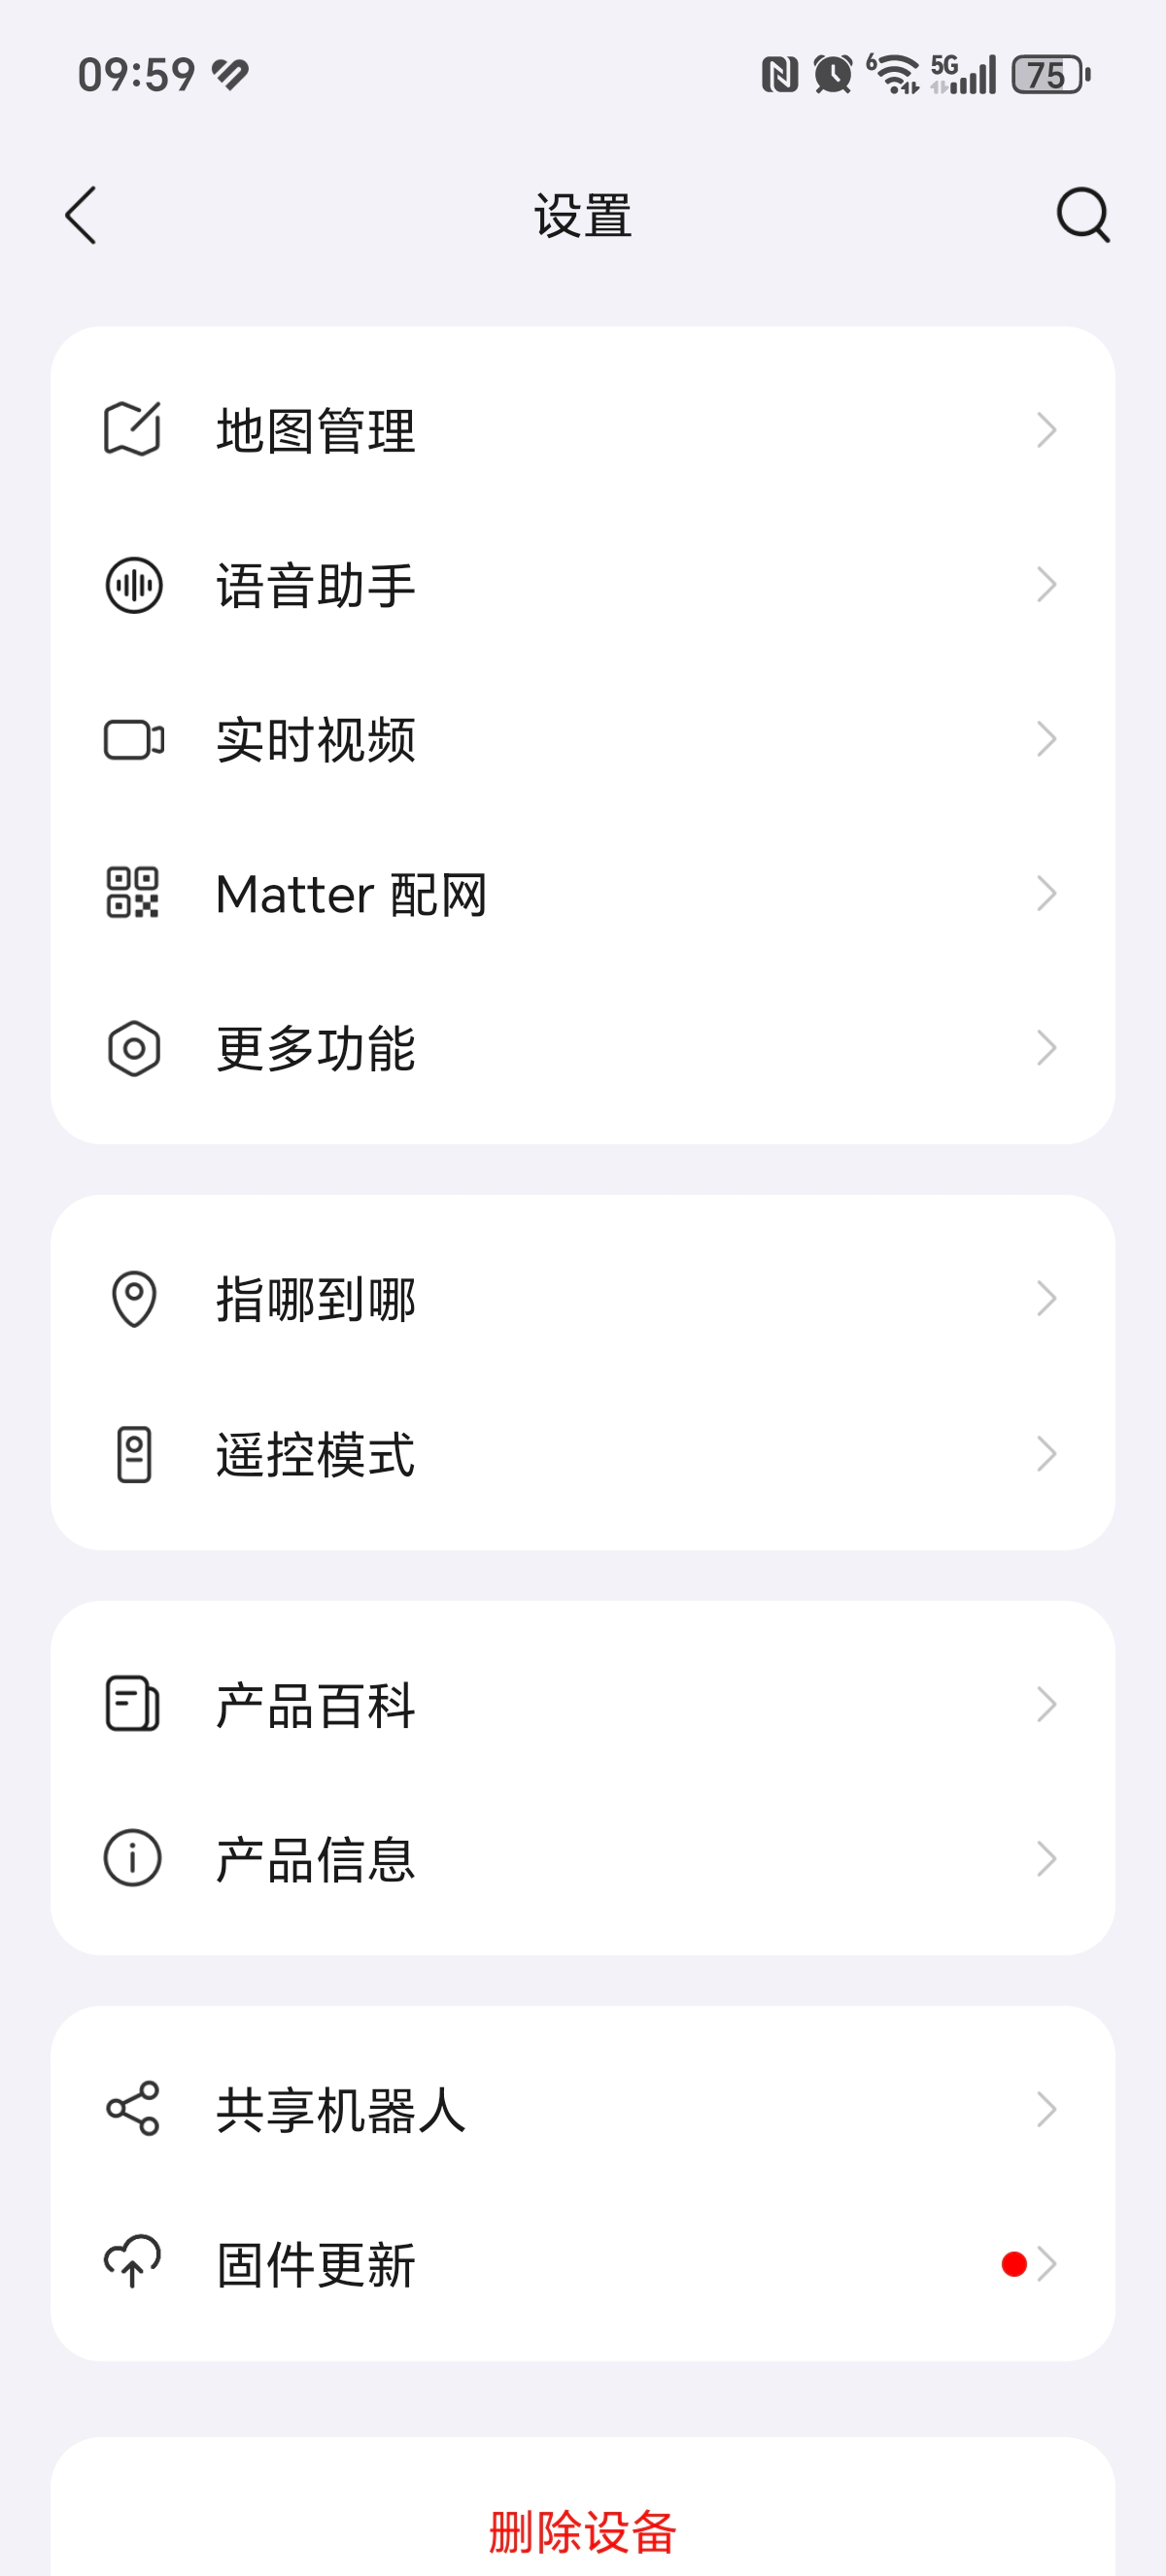 09:59 6 5G 75
设置
地图管理
语音助手
实时视频
Matter 配网
更多功能
指哪到哪
遥控模式
产品百科
产品信息
共享机器人
固件更新
删除设备